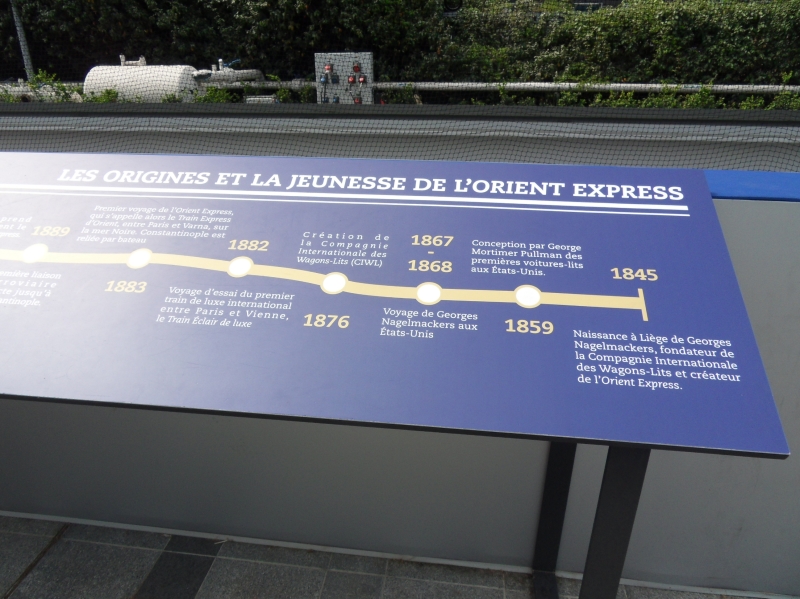 LES ORIGINES ET LA JEUNESSE DE L'ORIENT EXPRESS
1889
Premier voyage de l'Orient Express,
qui s'appelle alors le Train Express
d'Orient, entre Paris et Varna, sur
la mer Noire. Constantinople est
reliée par bateau
1883
1882
Voyage d'essai du premier
train de luxe international
entre Paris et Vienne,
le Train Éclair de luxe
Création de
la Compagnie
Internationale des
Wagons-Lits (CIWL)
1876
1867
-
1868
Voyage de Georges
Nagelmackers aux
États-Unis
Conception par George
Mortimer Pullman des
premières voitures-lits
aux États-Unis.
1859
1845
Naissance à Liège de Georges
Nagelmackers, fondateur de
la Compagnie Internationale
des Wagons-Lits et créateur
de l'Orient Express.